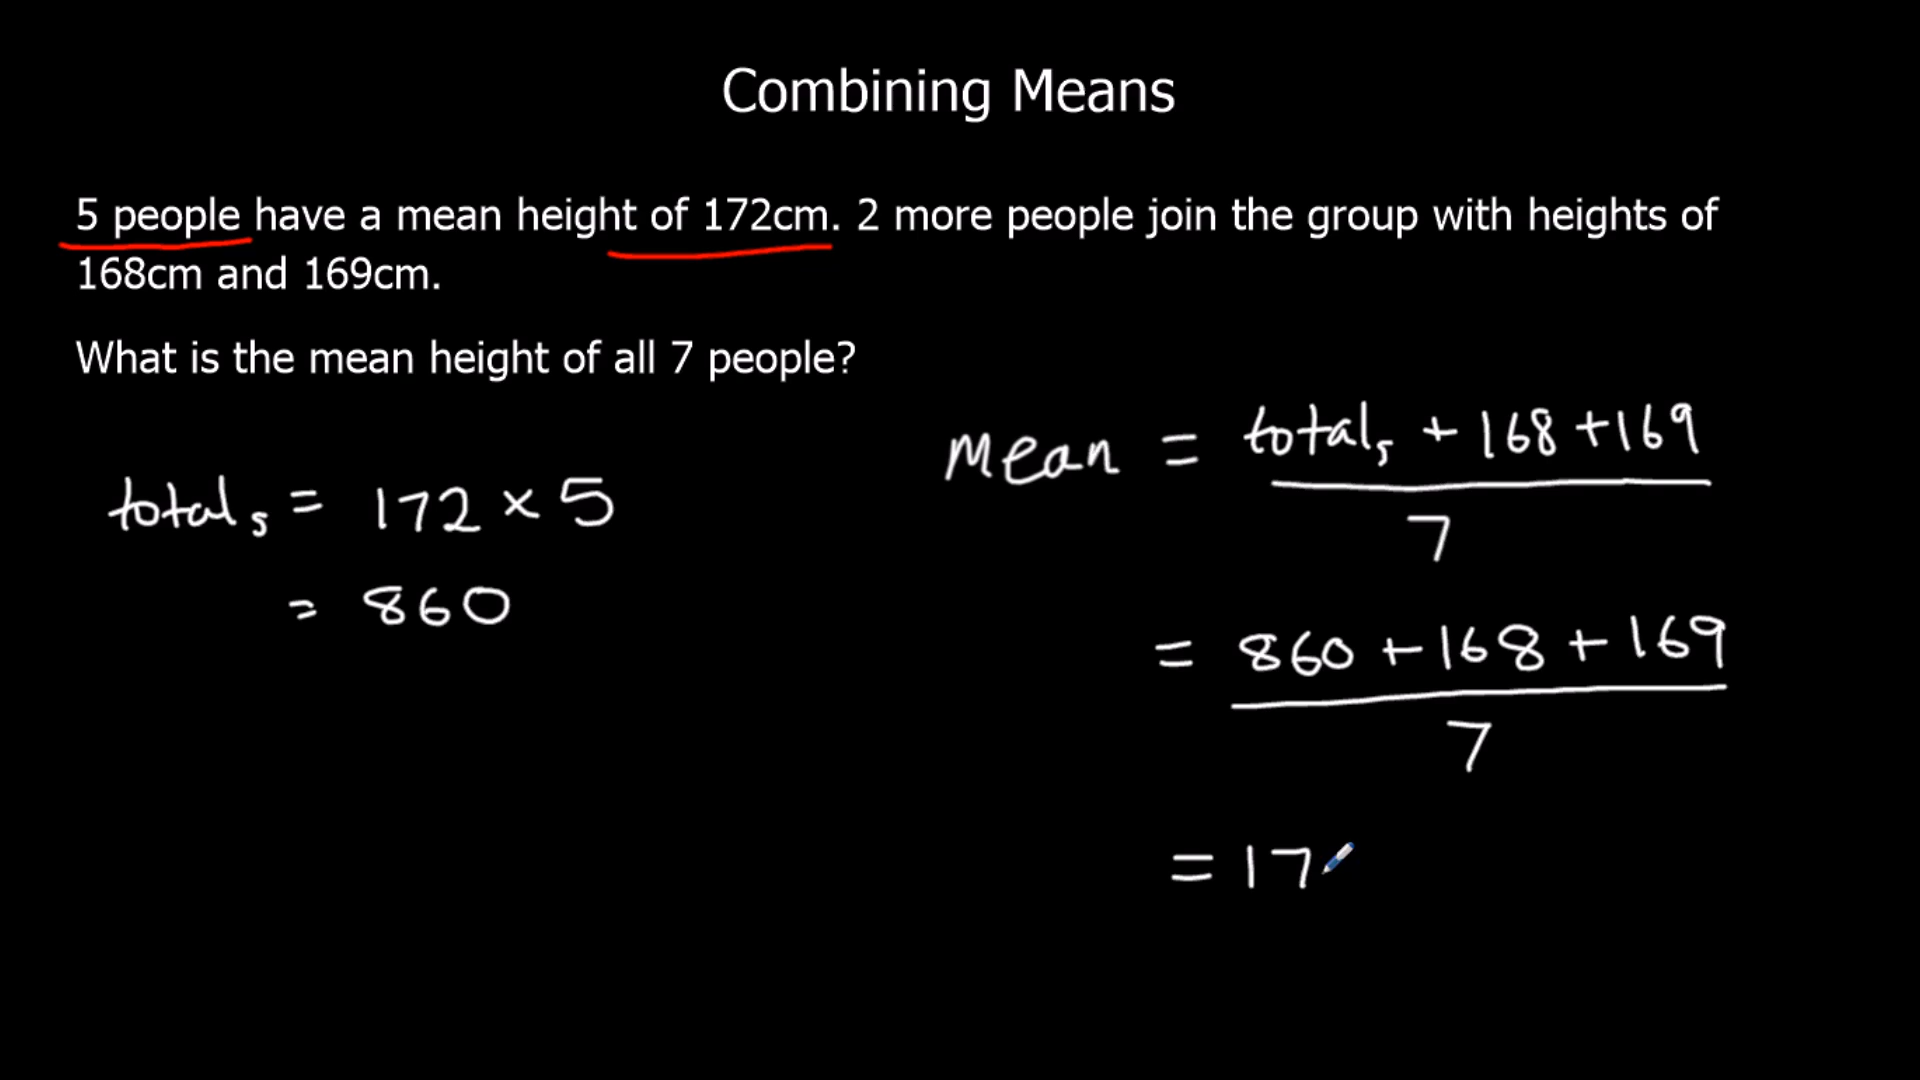 Combining Means
5 people have a mean height of 172cm. 2 more people join the group with heights of
168cm and 169cm.
What is the mean height of all 7 people?
total₅ = 172 × 5
= 860
mean = total₅ + 168 + 169
7
= 860 + 168 + 169
7
= 17